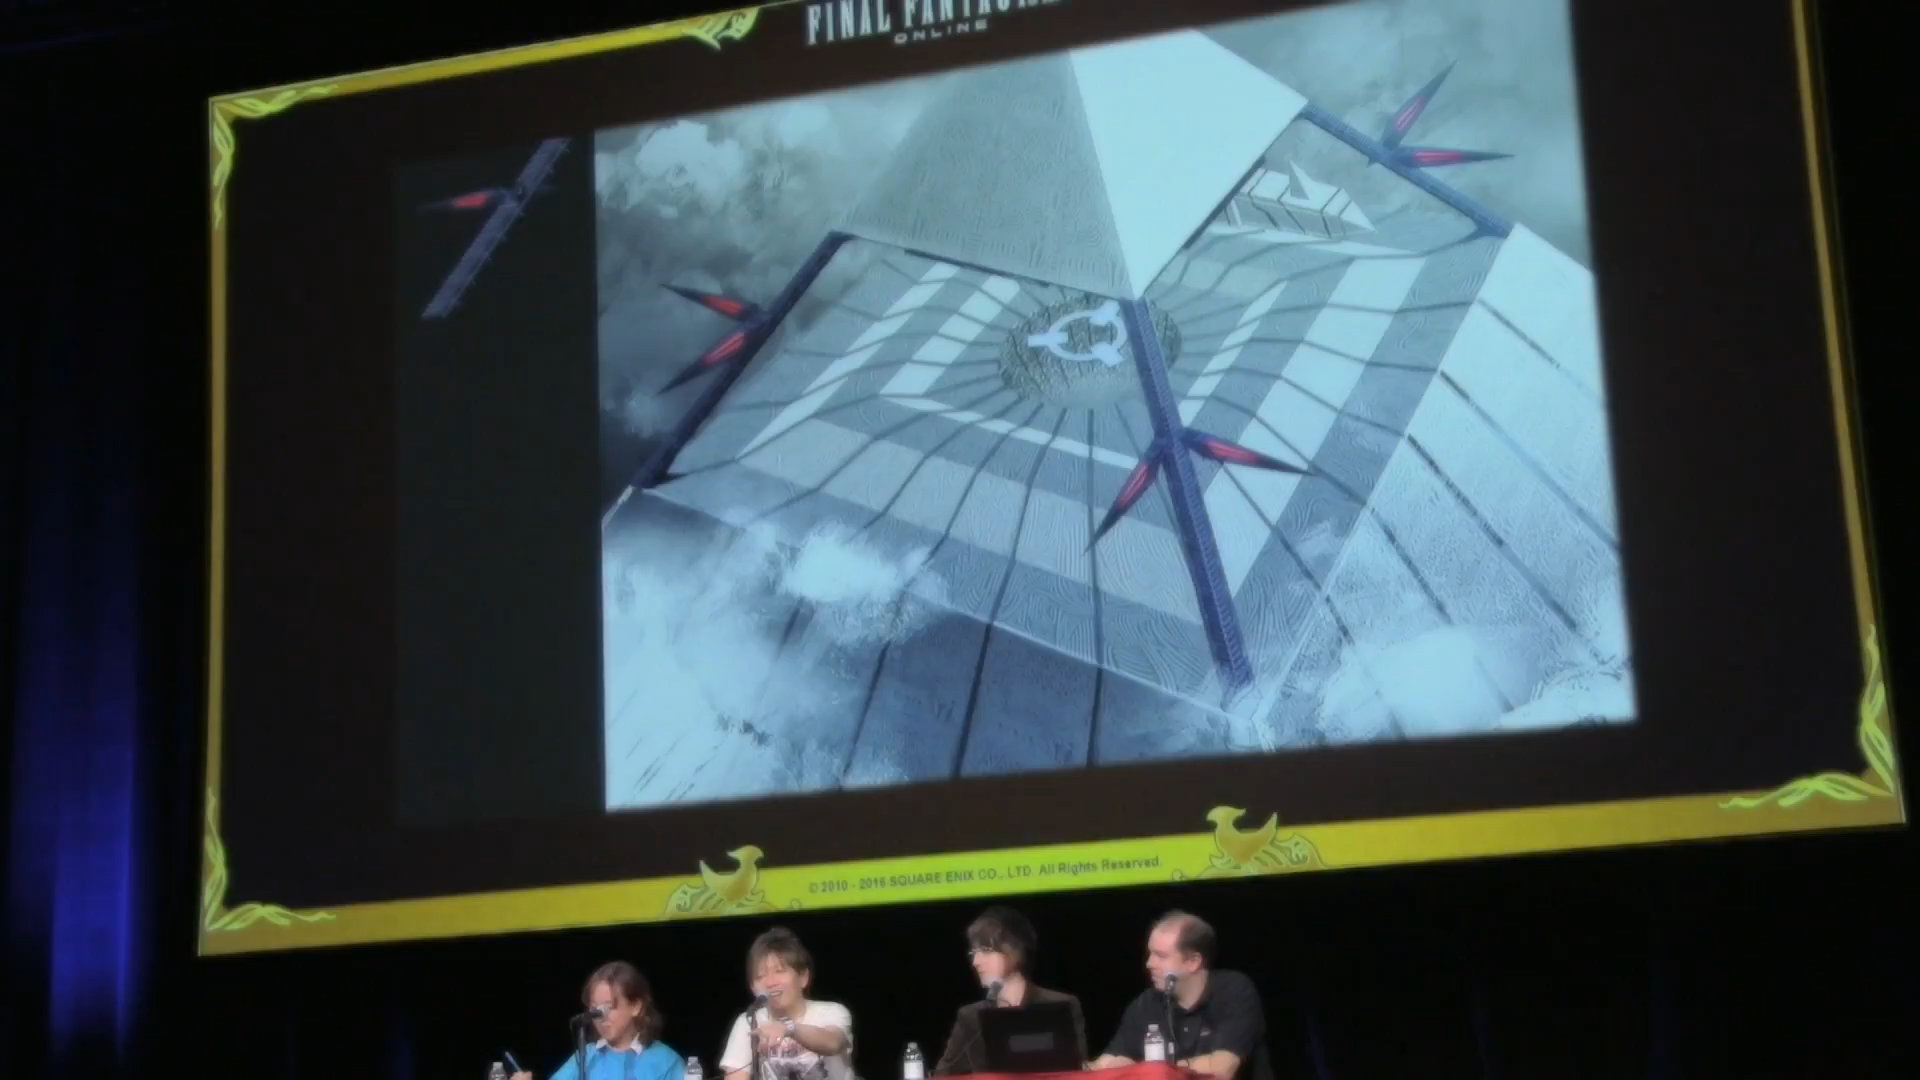 FINAL FANTASY
ONLINE
© 2010 - 2016 SQUARE ENIX CO., LTD. All Rights Reserved.